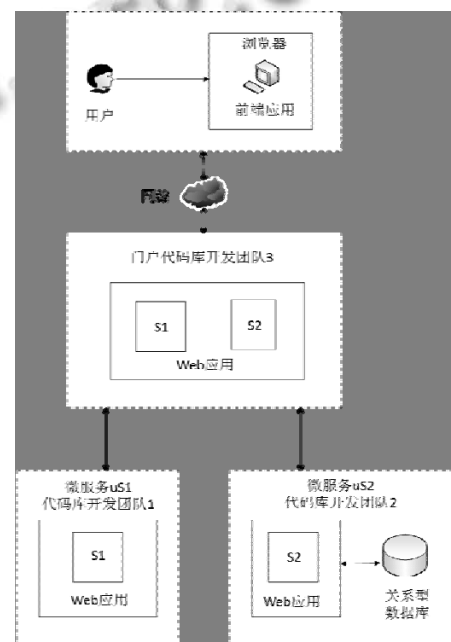 浏览器
用户
前端应用
网络
门户代码库开发团队3
S1
S2
Web应用
微服务uS1
代码库开发团队1
S1
Web应用
微服务uS2
代码库开发团队2
S2
Web应用
关系型
数据库